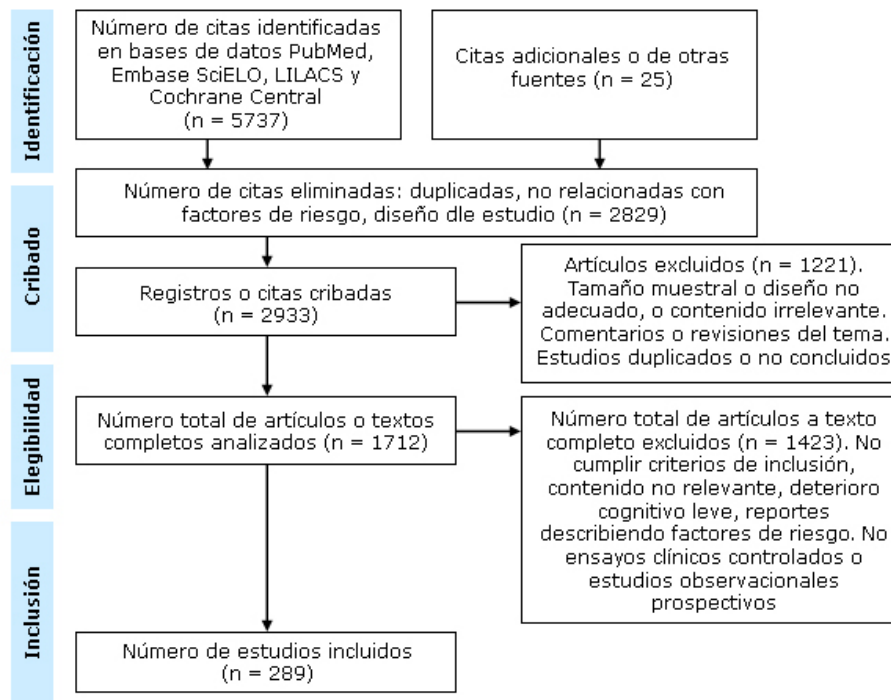 Identificación
Número de citas identificadas
en bases de datos PubMed,
Embase SciELO, LILACS y
Cochrane Central
(n = 5737)
Citas adicionales o de otras
fuentes (n = 25)
Cribado
Número de citas eliminadas: duplicadas, no relacionadas con
factores de riesgo, diseño dle estudio (n = 2829)
Registros o citas cribadas
(n = 2933)
Artículos excluidos (n = 1221).
Tamaño muestral o diseño no
adecuado, o contenido irrelevante.
Comentarios o revisiones del tema.
Estudios duplicados o no concluidos
Elegibilidad
Número total de artículos o textos
completos analizados (n = 1712)
Número total de artículos a texto
completo excluidos (n = 1423). No
cumplir criterios de inclusión,
contenido no relevante, deterioro
cognitivo leve, reportes
describiendo factores de riesgo. No
ensayos clínicos controlados o
estudios observacionales
prospectivos
Inclusión
Número de estudios incluidos
(n = 289)